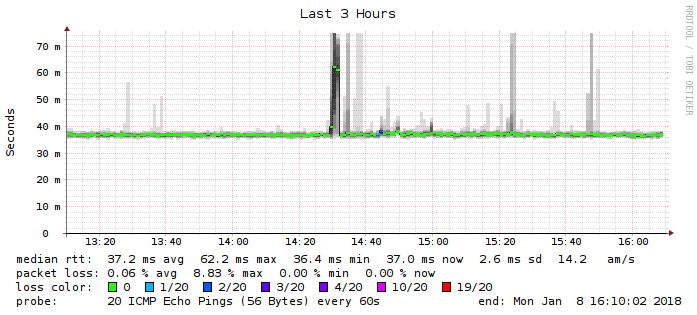 Last 3 Hours
RRDTOOL / TOBI OETIKER
Seconds
70 m
60 m
50 m
40 m
30 m
20 m
10 m
0
13:20 13:40 14:00 14:20 14:40 15:00 15:20 15:40 16:00
median rtt: 37.2 ms avg 62.2 ms max 36.4 ms min 37.0 ms now 2.6 ms sd 14.2 am/s
packet loss: 0.06 % avg 8.83 % max 0.00 % min 0.00 % now
loss color: 0 1/20 2/20 3/20 4/20 10/20 19/20
probe: 20 ICMP Echo Pings (56 Bytes) every 60s end: Mon Jan 8 16:10:02 2018